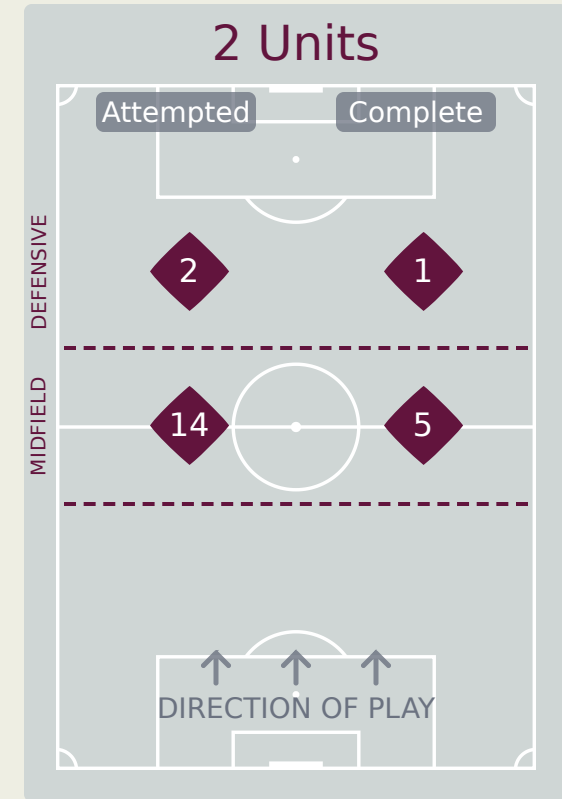 2 Units
Attempted
Complete
DEFENSIVE
2
1
MIDFIELD
14
5
DIRECTION OF PLAY